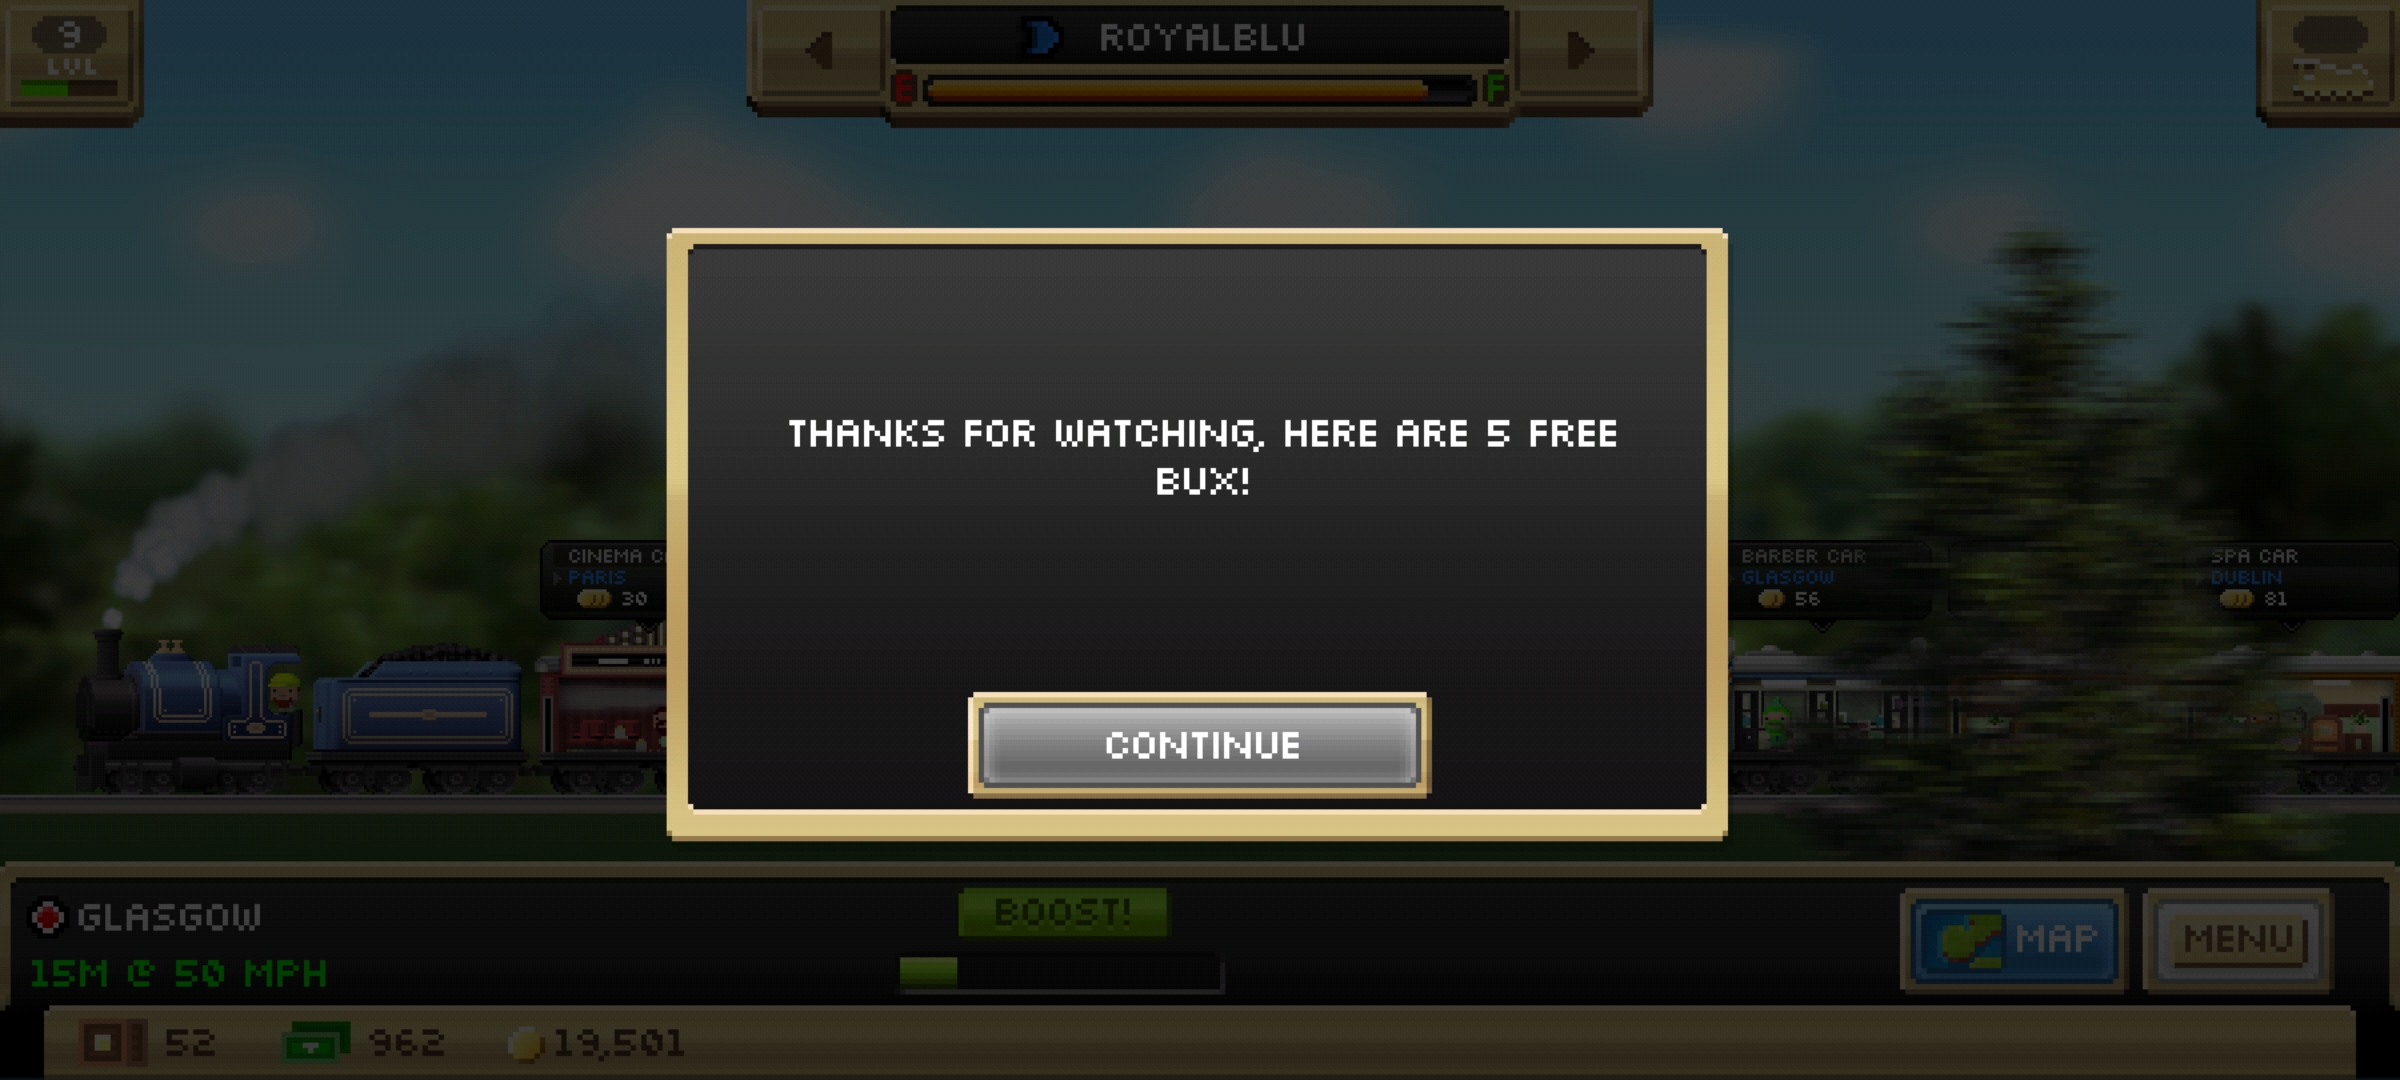 9
LVL
ROYALBLU
E F
THANKS FOR WATCHING, HERE ARE 5 FREE
BUX!
CONTINUE
CINEMA C
PARIS
30
BARBER CAR
GLASGOW
56
SPA CAR
DUBLIN
81
GLASGOW
15M @ 50 MPH
BOOST!
MAP
MENU
52 962 19,501